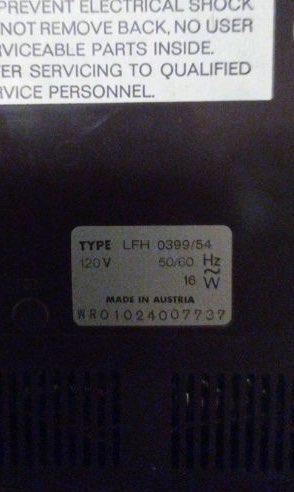 PREVENT ELECTRICAL SHOCK
NOT REMOVE BACK, NO USER
RVICEABLE PARTS INSIDE.
ER SERVICING TO QUALIFIED
RVICE PERSONNEL.
TYPE LFH 0399/54
120V 50/60 Hz
~
16 W
MADE IN AUSTRIA
WR01024007737